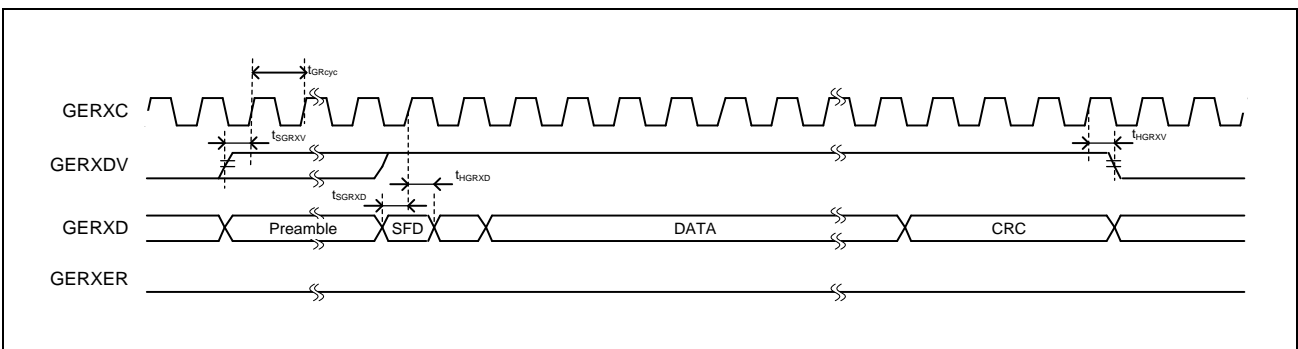 tGRcyc
GERXC
tSGRXV
tHGRXV
GERXDV
tSGRXD
tHGRXD
GERXD
Preamble
SFD
DATA
CRC
GERXER